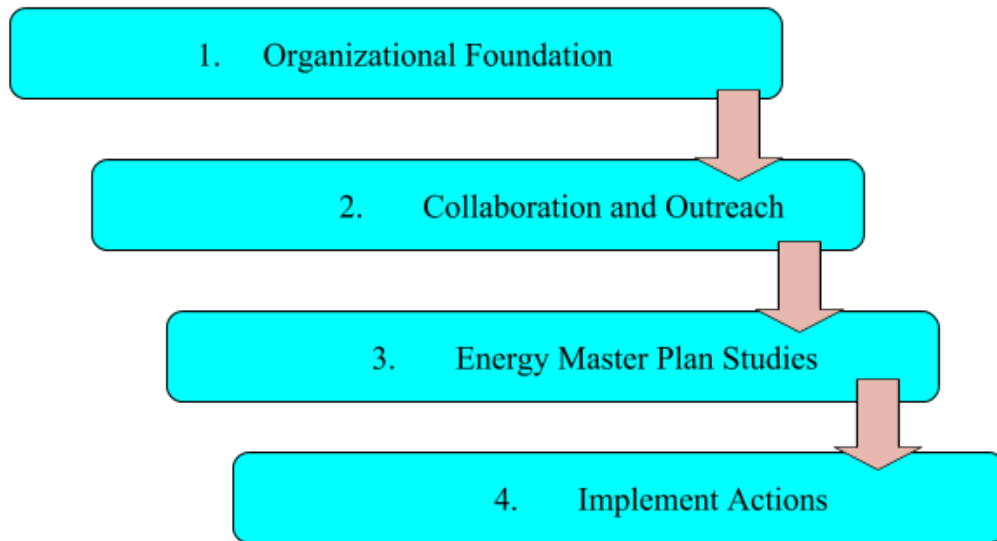 1. Organizational Foundation
2. Collaboration and Outreach
3. Energy Master Plan Studies
4. Implement Actions